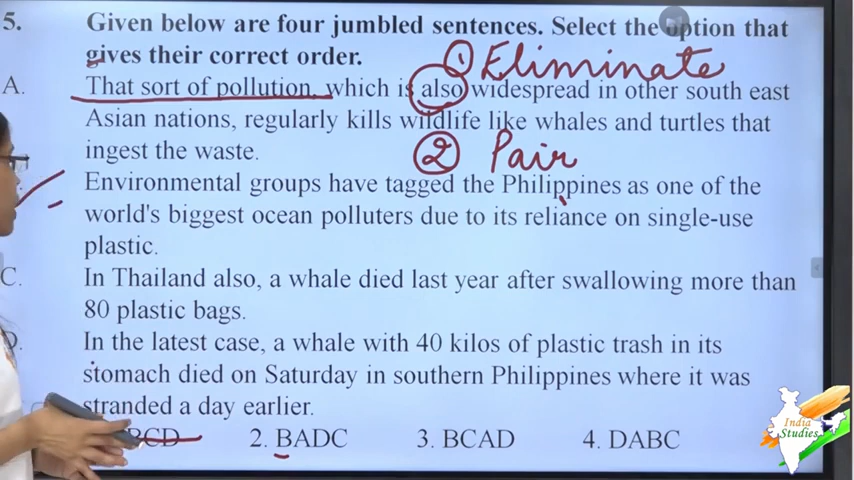 5. Given below are four jumbled sentences. Select the option that
gives their correct order.
① Eliminate
A. That sort of pollution, which is also widespread in other south east
Asian nations, regularly kills wildlife like whales and turtles that
ingest the waste.
② Pair
Environmental groups have tagged the Philippines as one of the
world's biggest ocean polluters due to its reliance on single-use
plastic.
C. In Thailand also, a whale died last year after swallowing more than
80 plastic bags.
D. In the latest case, a whale with 40 kilos of plastic trash in its
stomach died on Saturday in southern Philippines where it was
stranded a day earlier.
BCD 2. BADC 3. BCAD 4. DABC
India
Studies